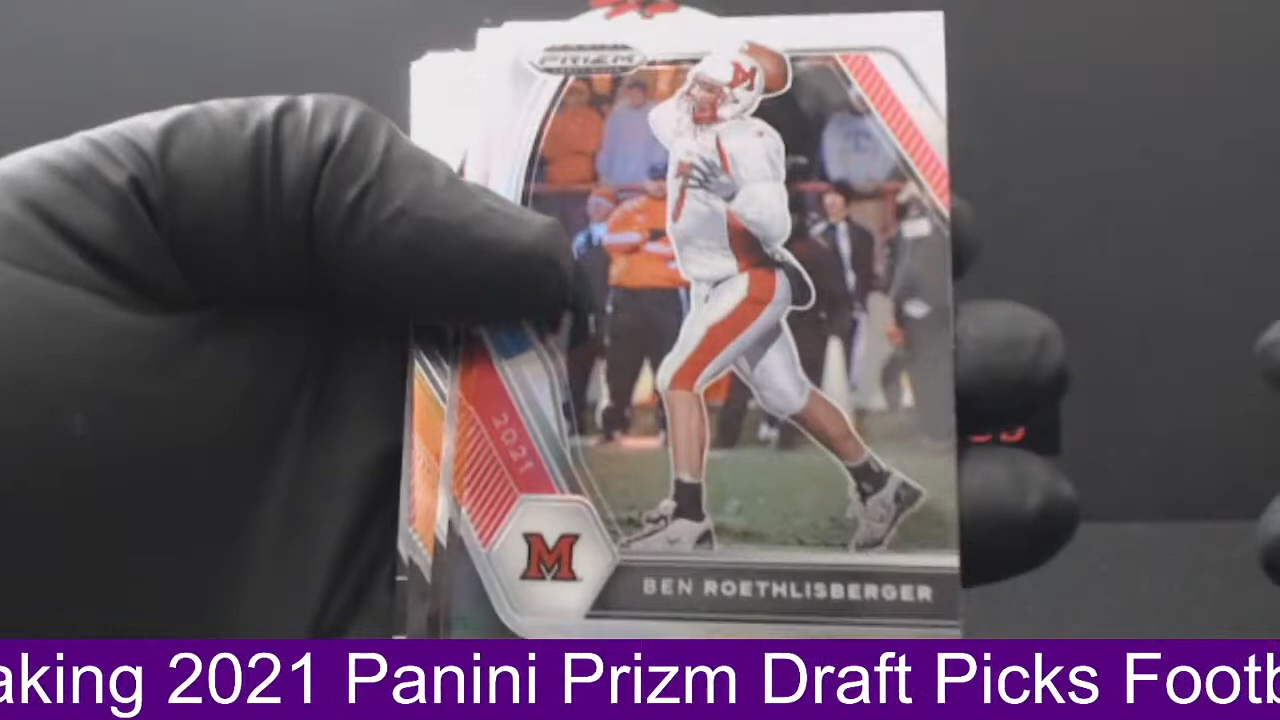 PRIZM
2021
M
BEN ROETHLISBERGER
aking 2021 Panini Prizm Draft Picks Footb